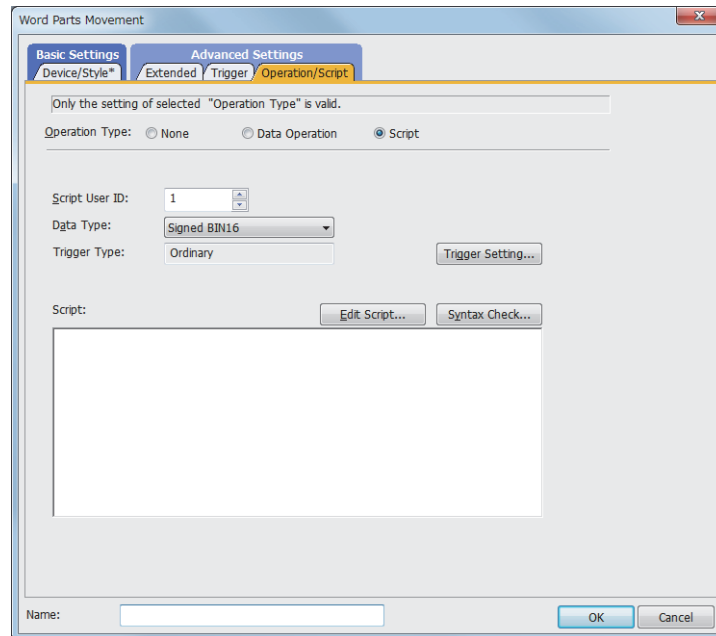 Word Parts Movement
x
Basic Settings Advanced Settings
Device/Style* Extended Trigger Operation/Script
Only the setting of selected "Operation Type" is valid.
Operation Type: None Data Operation Script
Script User ID: 1
Data Type: Signed BIN16
Trigger Type: Ordinary Trigger Setting...
Script: Edit Script... Syntax Check...
Name: OK Cancel